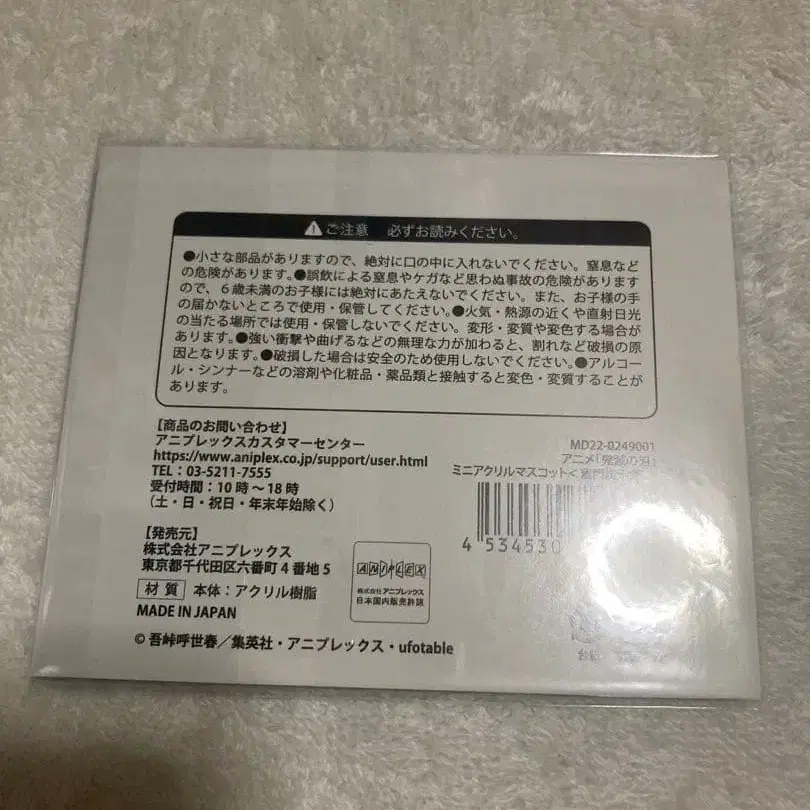 ご注意 必ずお読みください。
●小さな部品がありますので、絶対に口の中に入れないでください。窒息など
の危険があります。●誤飲による窒息やケガなど思わぬ事故の危険があります
ので、6歳未満のお子様には絶対にあたえないでください。また、お子様の手
の届かないところで使用・保管してください。●火気・熱源の近くや直射日光
の当たる場所では使用・保管しないでください。変形・変質や変色する場合が
あります。●強い衝撃や曲げるなどの無理な力が加わると、割れなど破損の原
因となります。●破損した場合は安全のため使用しないでください。●アルコー
ル・シンナーなどの溶剤や化粧品・薬品類と接触すると変色・変質することが
あります。
【商品のお問い合わせ】
アニプレックスカスタマーセンター
https://www.aniplex.co.jp/support/user.html
TEL: 03-5211-7555
受付時間：10時～18時
（土・日・祝日・年末年始除く）
【発売元】
株式会社アニプレックス
東京都千代田区六番町4番地5
材質 本体：アクリル樹脂
MADE IN JAPAN
ANIPLEX
株式会社アニプレックス
日本国内販売許諾
MD22-0249001
アニメ「鬼滅の刃」
ミニアクリルマスコット<
4 534530
© 吾峠呼世春／集英社・アニプレックス・ufotable